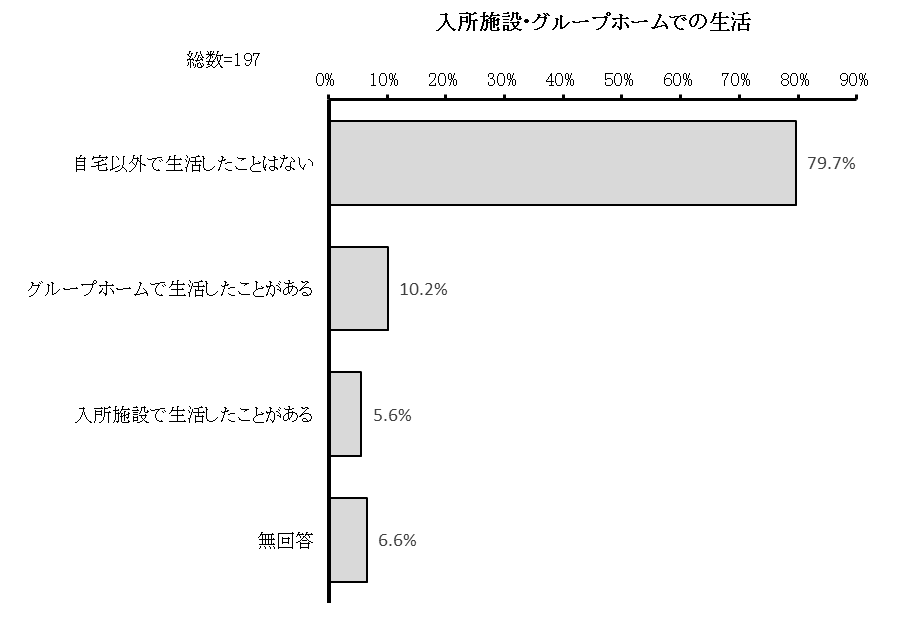 入所施設・グループホームでの生活
総数=197
0% 10% 20% 30% 40% 50% 60% 70% 80% 90%
自宅以外で生活したことはない 79.7%
グループホームで生活したことがある 10.2%
入所施設で生活したことがある 5.6%
無回答 6.6%